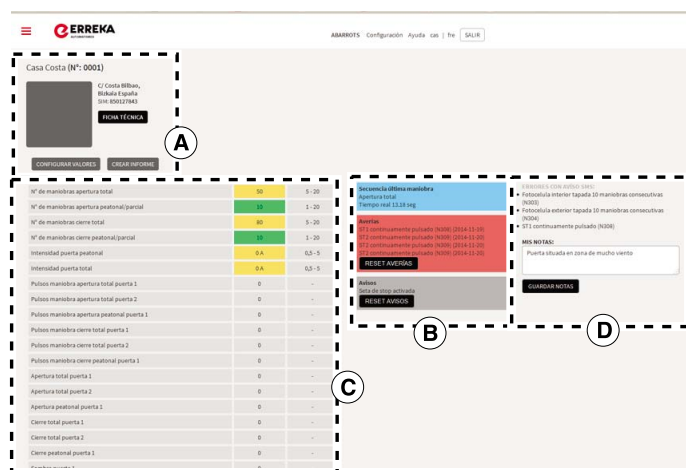 ERREKA
ABARROTS Configuración Ayuda cas | fre SALIR
Casa Costa (Nº: 0001)
C/ Costa Bilbao,
Bizkaia España
SIM: 850127843
FICHA TÉCNICA
CONFIGURAR VALORES CREAR INFORME
A
Nº de maniobras apertura total 50 5 - 20
Nº de maniobras apertura peatonal/parcial 10 1 - 20
Nº de maniobras cierre total 80 5 - 20
Nº de maniobras cierre peatonal/parcial 1 - 20
Intensidad puerta peatonal 0 A 0,5 - 5
Intensidad puerta total 0 A 0,5 - 5
Pulsos maniobra apertura total puerta 1 0 -
Pulsos maniobra apertura total puerta 2 0 -
Pulsos maniobra apertura peatonal puerta 1 0 -
Pulsos maniobra cierre total puerta 1 0 -
Pulsos maniobra cierre total puerta 2 0 -
Pulsos maniobra cierre peatonal puerta 1 0 -
Apertura total puerta 1 0 -
Apertura total puerta 2 0 -
Apertura peatonal puerta 1 0 -
Cierre total puerta 1 0 -
Cierre total puerta 2 0 -
Cierre peatonal puerta 1 0 -
C
Secuencia última maniobra
Apertura total
Tiempo real 13.18 seg
Averías
ST2 continuamente pulsado (N309) (2014-11-20)
ST2 continuamente pulsado (N309) (2014-11-20)
ST2 continuamente pulsado (N309) (2014-11-20)
RESET AVERÍAS
Avisos
Seta de stop activada
RESET AVISOS
B
ERRORES CON AVISO SMS:
Fotocelula interior tapada 10 maniobras consecutivas
(N303)
Fotocelula exterior tapada 10 maniobras consecutivas
(N304)
ST1 continuamente pulsado (N308)
MIS NOTAS:
Puerta situada en zona de mucho viento
GUARDAR NOTAS
D